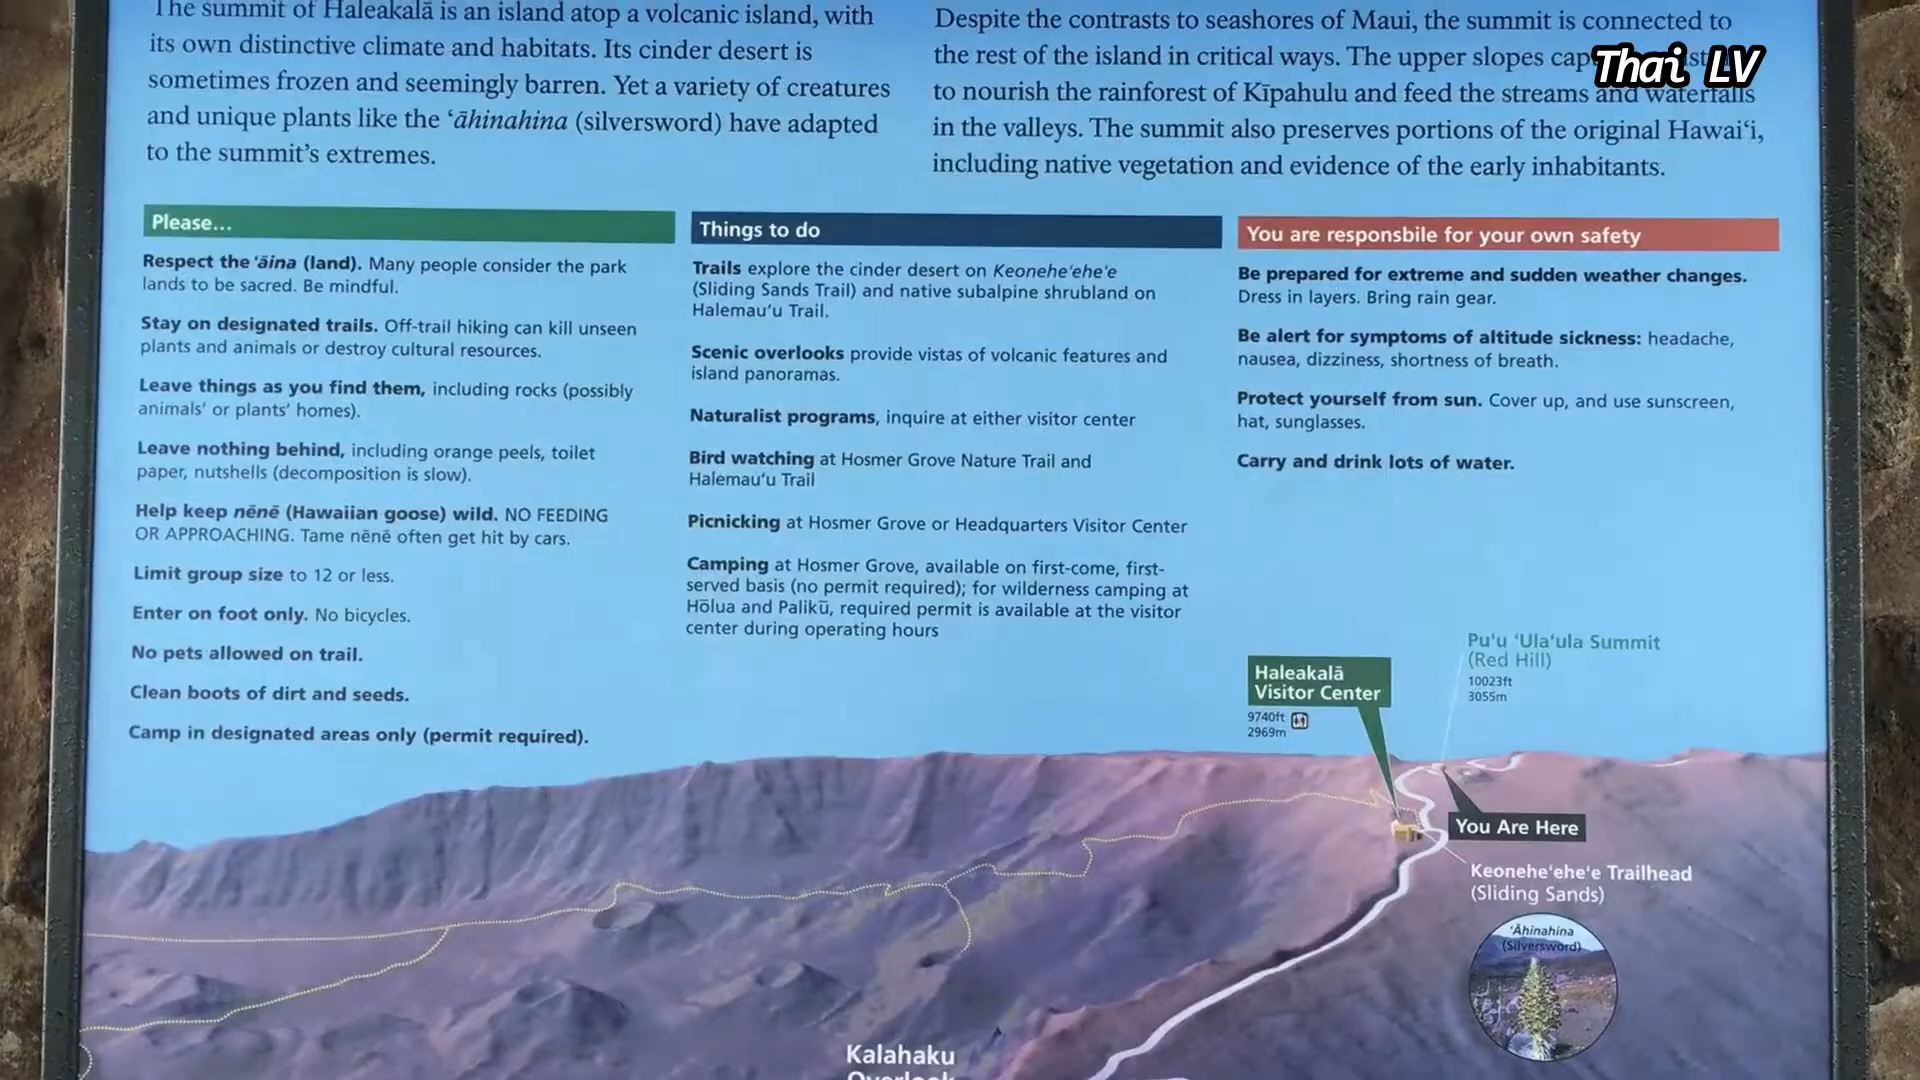 The summit of Haleakalā is an island atop a volcanic island, with
its own distinctive climate and habitats. Its cinder desert is
sometimes frozen and seemingly barren. Yet a variety of creatures
and unique plants like the ʻāhinahina (silversword) have adapted
to the summit's extremes.
Despite the contrasts to seashores of Maui, the summit is connected to
the rest of the island in critical ways. The upper slopes
to nourish the rainforest of Kīpahulu and feed the streams and waterfalls
in the valleys. The summit also preserves portions of the original Hawaiʻi,
including native vegetation and evidence of the early inhabitants.
Thai LV
Please...
Respect the ʻāina (land). Many people consider the park
lands to be sacred. Be mindful.
Stay on designated trails. Off-trail hiking can kill unseen
plants and animals or destroy cultural resources.
Leave things as you find them, including rocks (possibly
animals' or plants' homes).
Leave nothing behind, including orange peels, toilet
paper, nutshells (decomposition is slow).
Help keep nēnē (Hawaiian goose) wild. NO FEEDING
OR APPROACHING. Tame nēnē often get hit by cars.
Limit group size to 12 or less.
Enter on foot only. No bicycles.
No pets allowed on trail.
Clean boots of dirt and seeds.
Camp in designated areas only (permit required).
Things to do
Trails explore the cinder desert on Keoneheʻeheʻe
(Sliding Sands Trail) and native subalpine shrubland on
Halemauʻu Trail.
Scenic overlooks provide vistas of volcanic features and
island panoramas.
Naturalist programs, inquire at either visitor center
Bird watching at Hosmer Grove Nature Trail and
Halemauʻu Trail
Picnicking at Hosmer Grove or Headquarters Visitor Center
Camping at Hosmer Grove, available on first-come, first-
served basis (no permit required); for wilderness camping at
Hōlua and Palikū, required permit is available at the visitor
center during operating hours
You are responsbile for your own safety
Be prepared for extreme and sudden weather changes.
Dress in layers. Bring rain gear.
Be alert for symptoms of altitude sickness: headache,
nausea, dizziness, shortness of breath.
Protect yourself from sun. Cover up, and use sunscreen,
hat, sunglasses.
Carry and drink lots of water.
Puʻu ʻUlaʻula Summit
(Red Hill)
10023ft
3055m
Haleakalā
Visitor Center
9740ft
2969m
You Are Here
Keoneheʻeheʻe Trailhead
(Sliding Sands)
ʻĀhinahina
(Silversword)
Kalahaku
Overlook